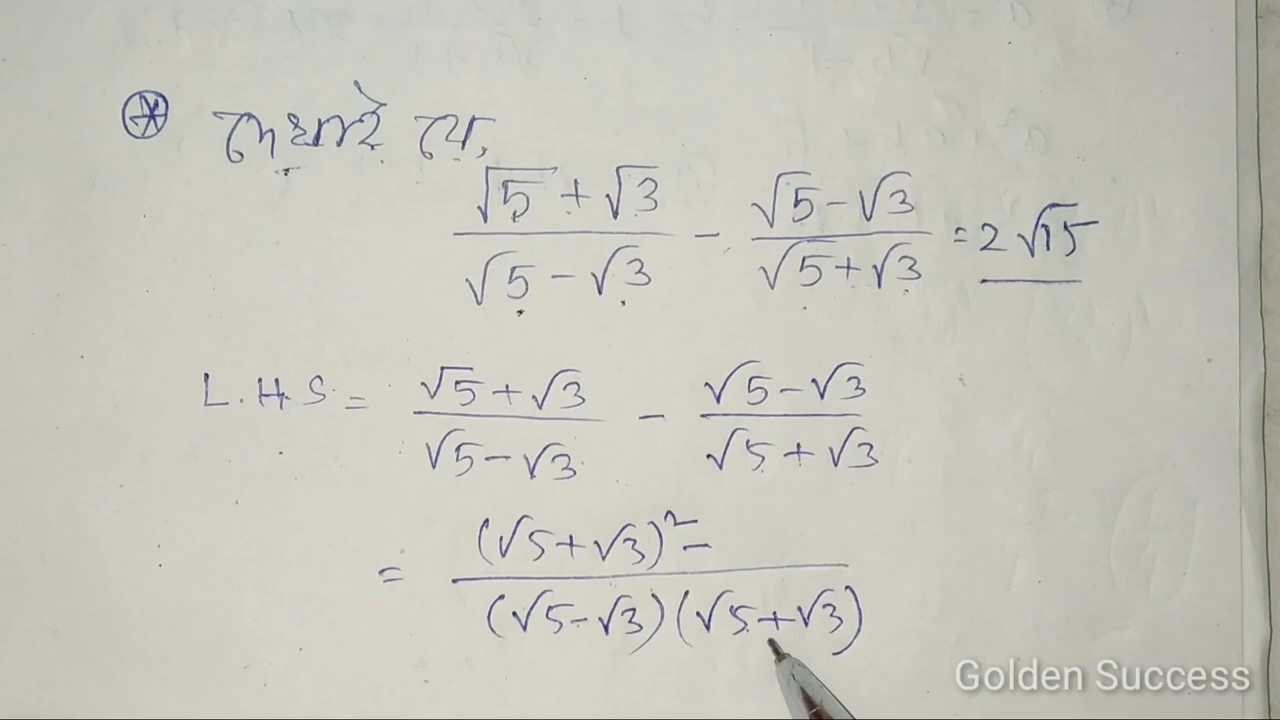 দেখাও যে,
(√5 + √3)/(√5 − √3) − (√5 − √3)/(√5 + √3) = 2√15
L.H.S = (√5 + √3)/(√5 − √3) − (√5 − √3)/(√5 + √3)
= ((√5 + √3)² −)/((√5 − √3)(√5 + √3))
Golden Success